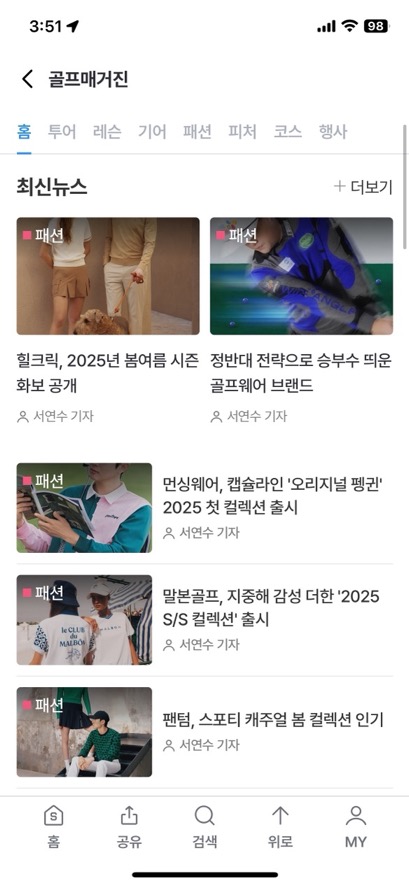 3:51
98
골프매거진
홈 투어 레슨 기어 패션 피처 코스 행사
최신뉴스
더보기
패션
힐크릭, 2025년 봄여름 시즌
화보 공개
서연수 기자
패션
정반대 전략으로 승부수 띄운
골프웨어 브랜드
서연수 기자
패션
먼싱웨어, 캡슐라인 '오리지널 펭귄'
2025 첫 컬렉션 출시
서연수 기자
패션
le CLUB
du
MALBON
말본골프, 지중해 감성 더한 '2025
S/S 컬렉션' 출시
서연수 기자
패션
팬텀, 스포티 캐주얼 봄 컬렉션 인기
서연수 기자
S
홈 공유 검색 위로 MY